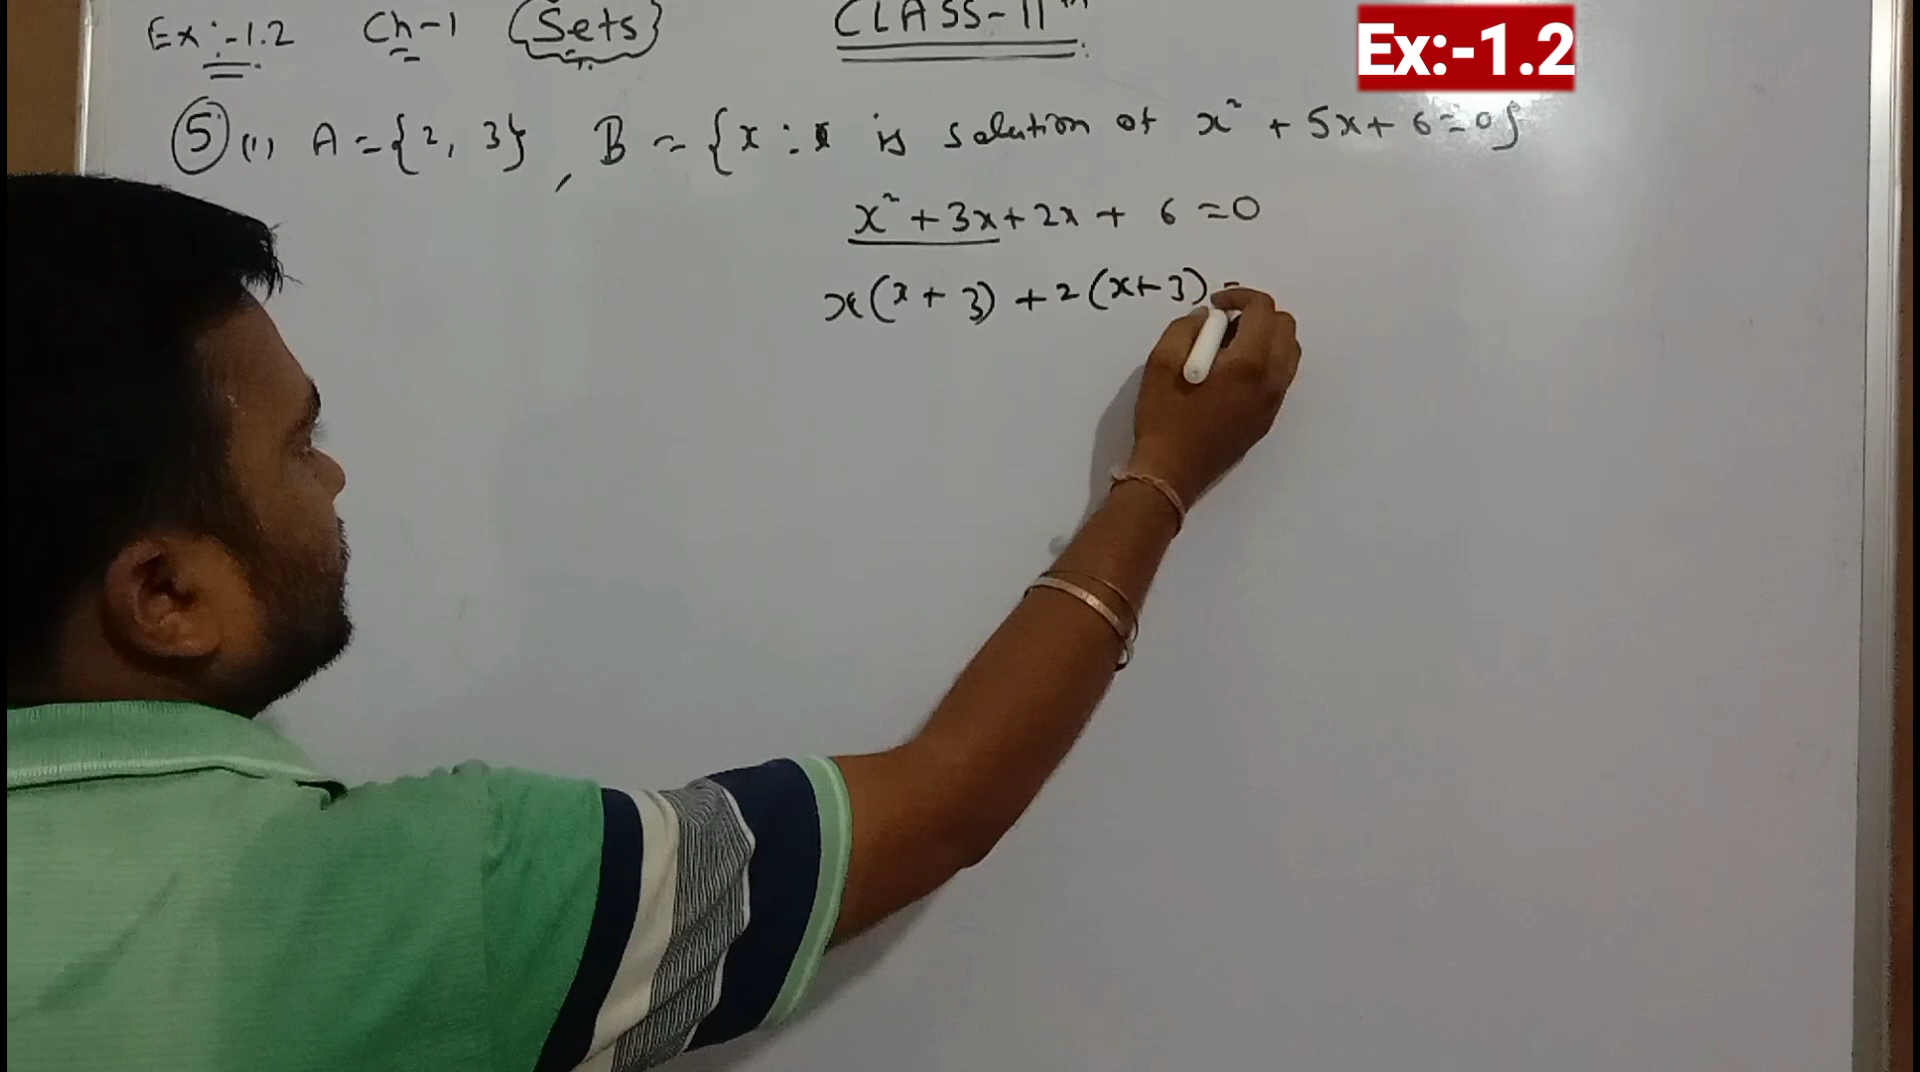 Ex:-1.2 Ch-1 (Sets) CLASS-11th
Ex:-1.2
(5) (i) A = {2, 3}, B = {x : x is solution of x² + 5x + 6 = 0}
x² + 3x + 2x + 6 = 0
x(x + 3) + 2(x + 3) =